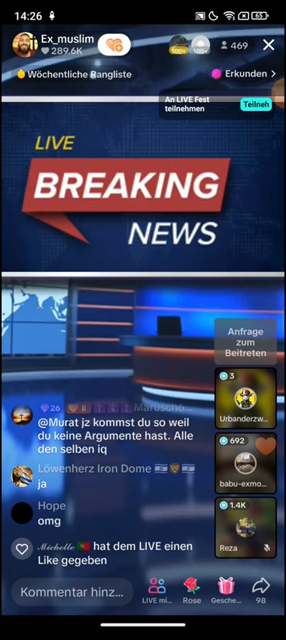 14:26
65
Ex_muslim
289.6K
100+
100+
469
Wöchentliche Rangliste
Erkunden >
An LIVE Fest
teilnehmen
Teilneh
LIVE
BREAKING
NEWS
Anfrage
zum
Beitreten
3
Urbanderzw...
26
@Murat jz kommst du so weil
du keine Argumente hast. Alle
den selben iq
692
babu-exmo...
Löwenherz Iron Dome
ja
Hope
omg
1.4K
Reza
Michelle hat dem LIVE einen
Like gegeben
Kommentar hinz...
LIVE mi...
Rose
Gesche...
98